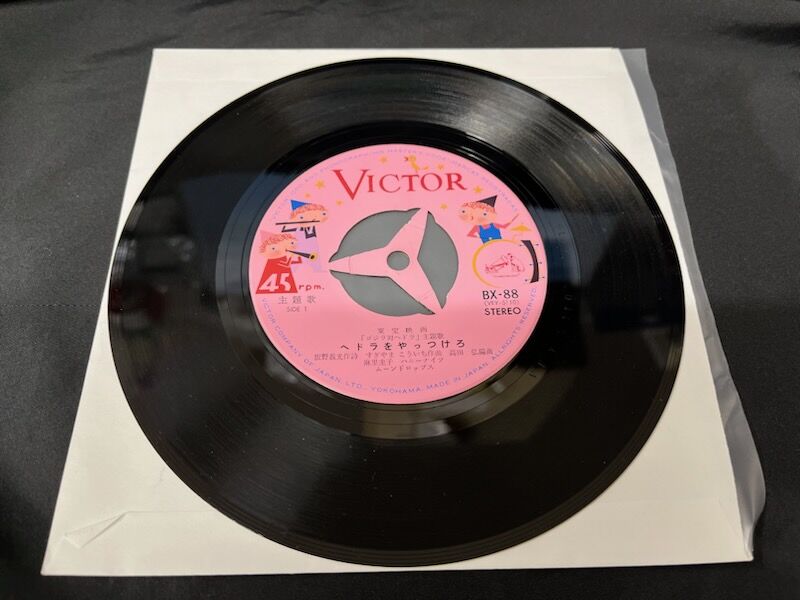 VICTOR
45 rpm.
主題歌
SIDE 1
BX-88
STEREO
東宝映画
「ゴジラ対ヘドラ」主題歌
ヘドラをやっつけろ
坂野義光作詩 すぎやまこういち作曲 高田 弘編曲
麻里圭子 ハニーナイツ
ムーンドロップス
VICTOR COMPANY OF JAPAN, LTD.—YOKOHAMA, MADE IN JAPAN. ALL RIGHTS RESERVED.